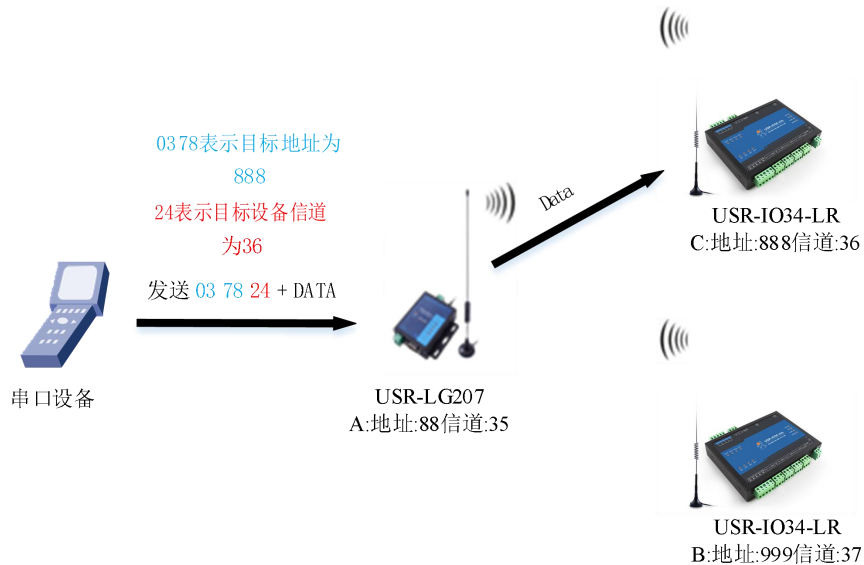 0378表示目标地址为
888
24表示目标设备信道
为36
发送 03 78 24 + DATA
串口设备
USR-LG207
A:地址:88信道:35
Data
USR-IO34-LR
C:地址:888信道:36
USR-IO34-LR
B:地址:999信道:37